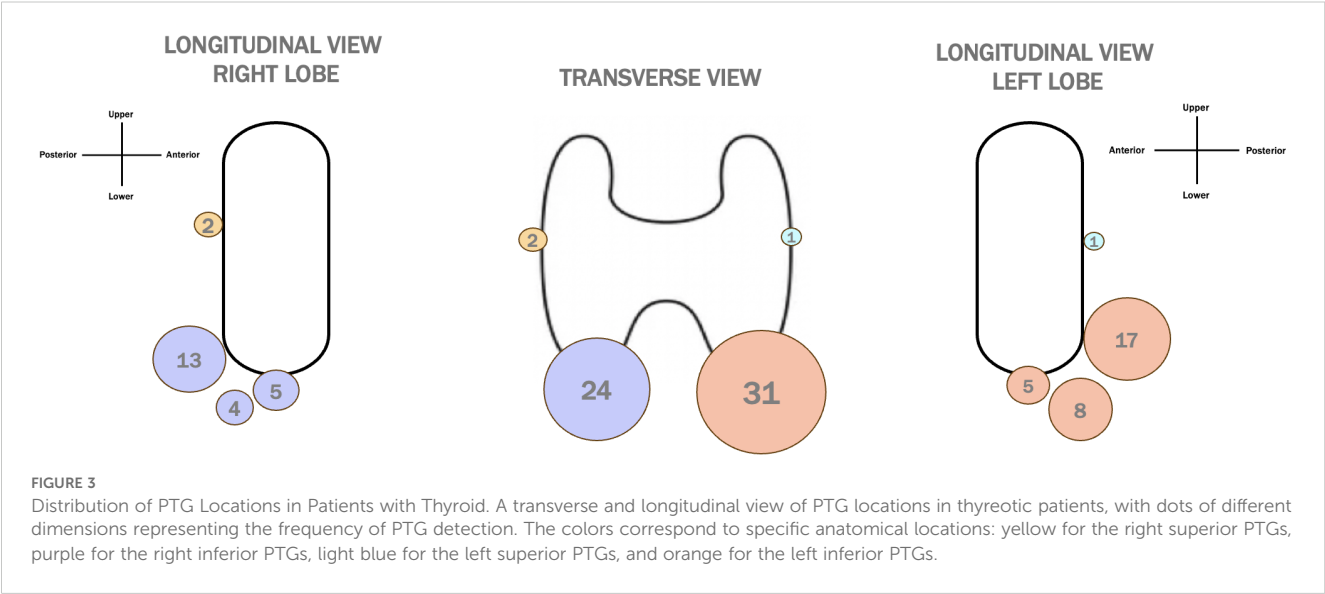 LONGITUDINAL VIEW
RIGHT LOBE
Upper
Posterior
Anterior
Lower
2
13
4
5
TRANSVERSE VIEW
2
1
24
31
LONGITUDINAL VIEW
LEFT LOBE
Upper
Anterior
Posterior
Lower
1
17
5
8
FIGURE 3
Distribution of PTG Locations in Patients with Thyroid. A transverse and longitudinal view of PTG locations in thyreotic patients, with dots of different
dimensions representing the frequency of PTG detection. The colors correspond to specific anatomical locations: yellow for the right superior PTGs,
purple for the right inferior PTGs, light blue for the left superior PTGs, and orange for the left inferior PTGs.